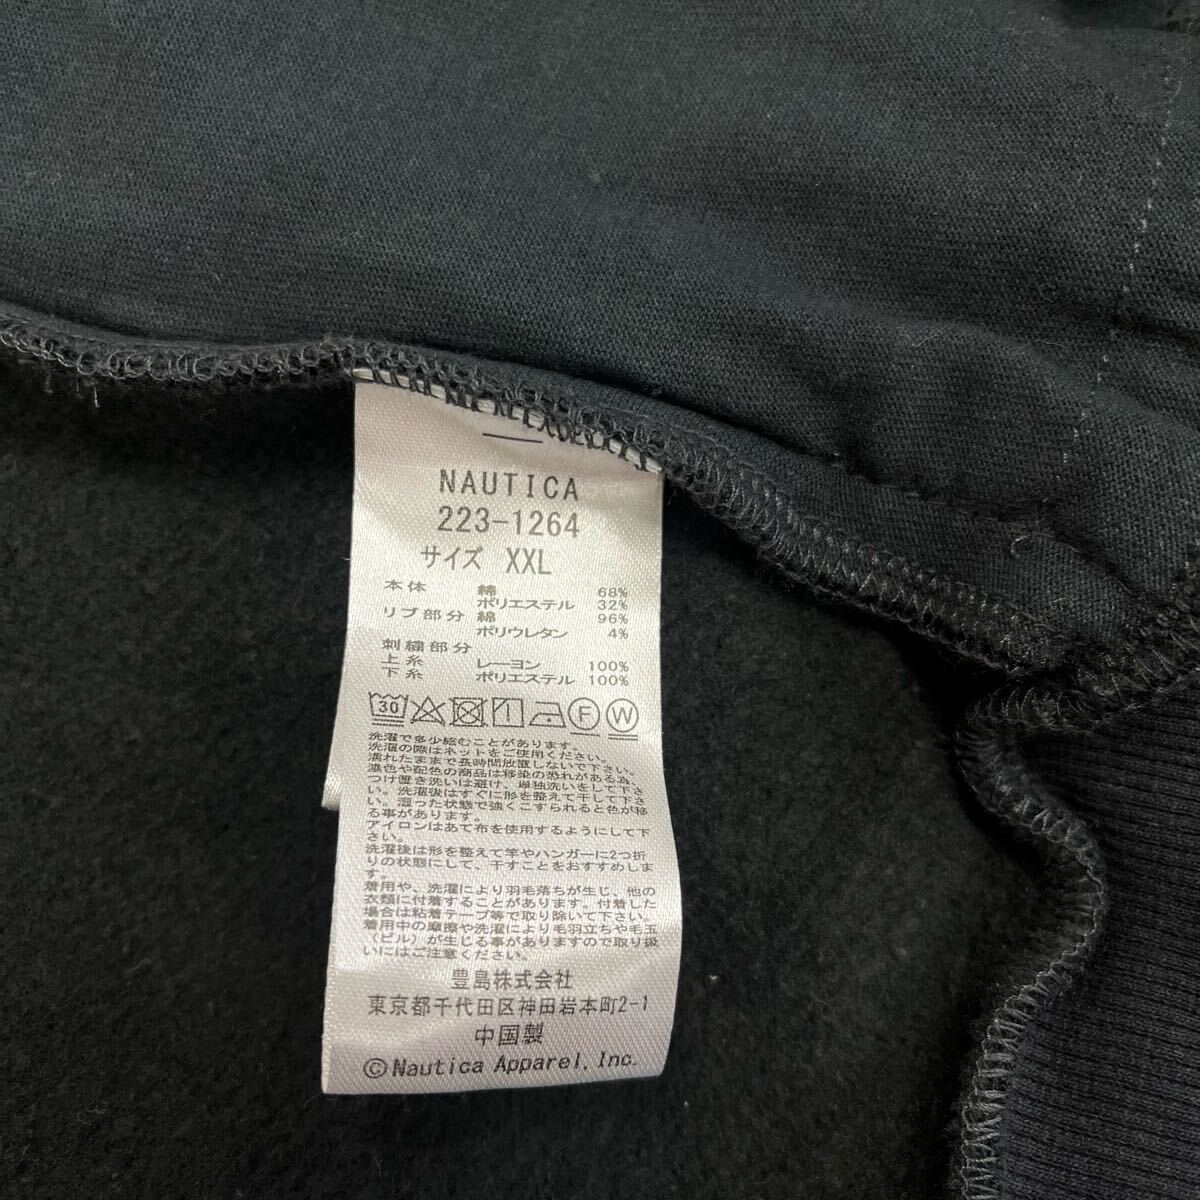 NAUTICA
223-1264
サイズ XXL
本体 綿 68%
ポリエステル 32%
リブ部分 綿 96%
ポリウレタン 4%
刺繍部分
上糸 レーヨン 100%
下糸 ポリエステル 100%
30 F W
洗濯で多少縮むことがあります。
洗濯の際はネットをご使用ください。
濡れたままで長時間放置しないで下さい。
濃色や配色の商品は移染の恐れがある為、
つけ置き洗いは避け、単独洗いをして下さ
い。洗濯後はすぐに形を整えて干して下さ
い。湿った状態で強くこすられると色が移
る事があります。
アイロンはあて布を使用するようにして下
さい。
洗濯後は形を整えて竿やハンガーに2つ折
りの状態にして、干すことをおすすめしま
す。
着用や、洗濯により羽毛落ちが生じ、他の
衣類に付着することがあります。付着した
場合は粘着テープ等で取り除いて下さい。
着用中の摩擦や洗濯により毛羽立ちや毛玉
(ピル)が生じる事がありますので取り扱
いにはご注意ください。
豊島株式会社
東京都千代田区神田岩本町2-1
中国製
©Nautica Apparel, Inc.